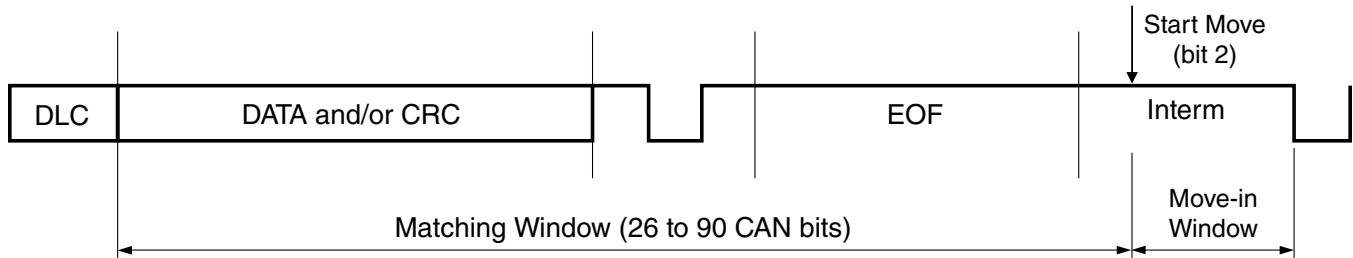 Start Move
(bit 2)
DLC
DATA and/or CRC
EOF
Interm
Matching Window (26 to 90 CAN bits)
Move-in
Window